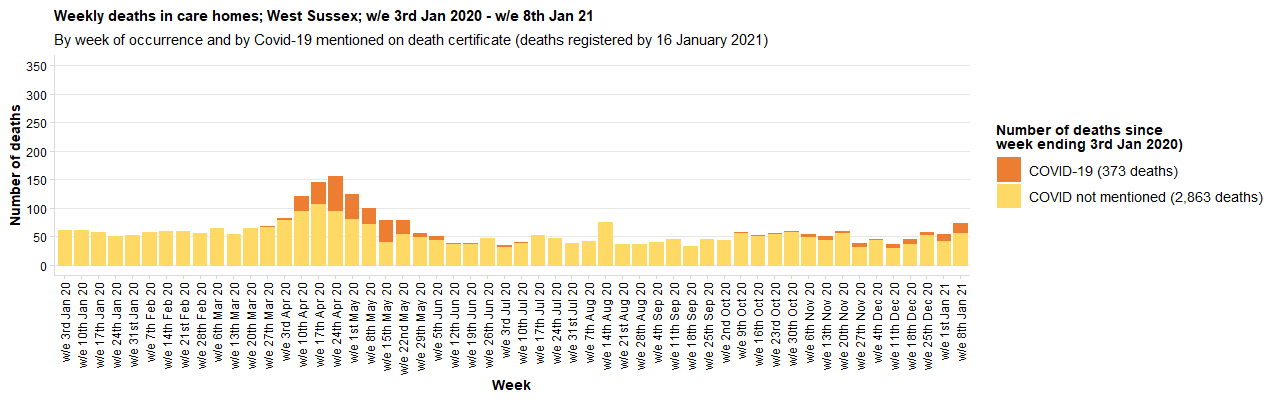 Weekly deaths in care homes; West Sussex; w/e 3rd Jan 2020 - w/e 8th Jan 21
By week of occurrence and by Covid-19 mentioned on death certificate (deaths registered by 16 January 2021)
Number of deaths
350
300
250
200
150
100
50
0
w/e 3rd Jan 20
w/e 10th Jan 20
w/e 17th Jan 20
w/e 24th Jan 20
w/e 31st Jan 20
w/e 7th Feb 20
w/e 14th Feb 20
w/e 21st Feb 20
w/e 28th Feb 20
w/e 6th Mar 20
w/e 13th Mar 20
w/e 20th Mar 20
w/e 27th Mar 20
w/e 3rd Apr 20
w/e 10th Apr 20
w/e 17th Apr 20
w/e 24th Apr 20
w/e 1st May 20
w/e 8th May 20
w/e 15th May 20
w/e 22nd May 20
w/e 29th May 20
w/e 5th Jun 20
w/e 12th Jun 20
w/e 19th Jun 20
w/e 26th Jun 20
w/e 3rd Jul 20
w/e 10th Jul 20
w/e 17th Jul 20
w/e 24th Jul 20
w/e 31st Jul 20
w/e 7th Aug 20
w/e 14th Aug 20
w/e 21st Aug 20
w/e 28th Aug 20
w/e 4th Sep 20
w/e 11th Sep 20
w/e 18th Sep 20
w/e 25th Sep 20
w/e 2nd Oct 20
w/e 9th Oct 20
w/e 16th Oct 20
w/e 23rd Oct 20
w/e 30th Oct 20
w/e 6th Nov 20
w/e 13th Nov 20
w/e 20th Nov 20
w/e 27th Nov 20
w/e 4th Dec 20
w/e 11th Dec 20
w/e 18th Dec 20
w/e 25th Dec 20
w/e 1st Jan 21
w/e 8th Jan 21
Week
Number of deaths since
week ending 3rd Jan 2020)
COVID-19 (373 deaths)
COVID not mentioned (2,863 deaths)